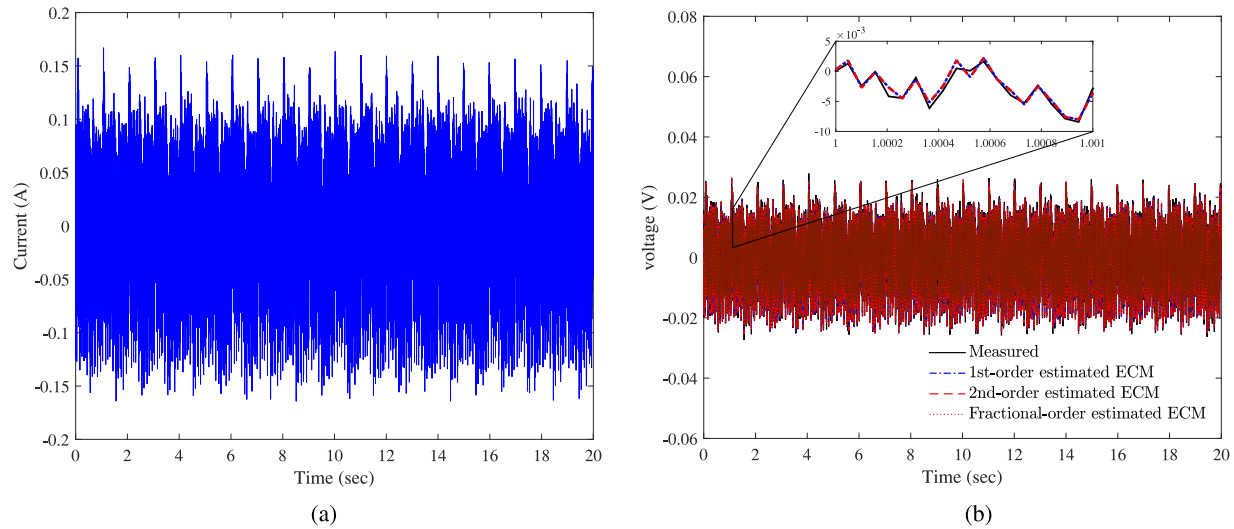 0.2
0.15
0.1
0.05
0
-0.05
-0.1
-0.15
-0.2
Current (A)
0 2 4 6 8 10 12 14 16 18 20
Time (sec)
(a)
0.08
0.06
0.04
0.02
0
-0.02
-0.04
-0.06
voltage (V)
×10⁻³
5
0
-5
-10
1 1.0002 1.0004 1.0006 1.0008 1.001
Measured
1st-order estimated ECM
2nd-order estimated ECM
Fractional-order estimated ECM
0 2 4 6 8 10 12 14 16 18 20
Time (sec)
(b)